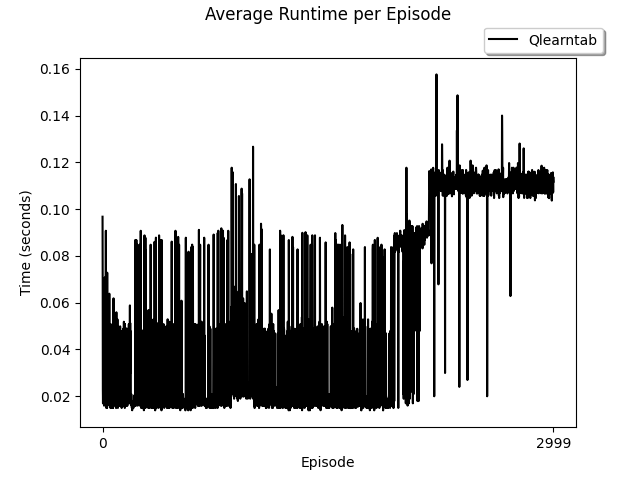 Average Runtime per Episode
Qlearntab
0.16
0.14
0.12
0.10
0.08
0.06
0.04
0.02
Time (seconds)
0
2999
Episode